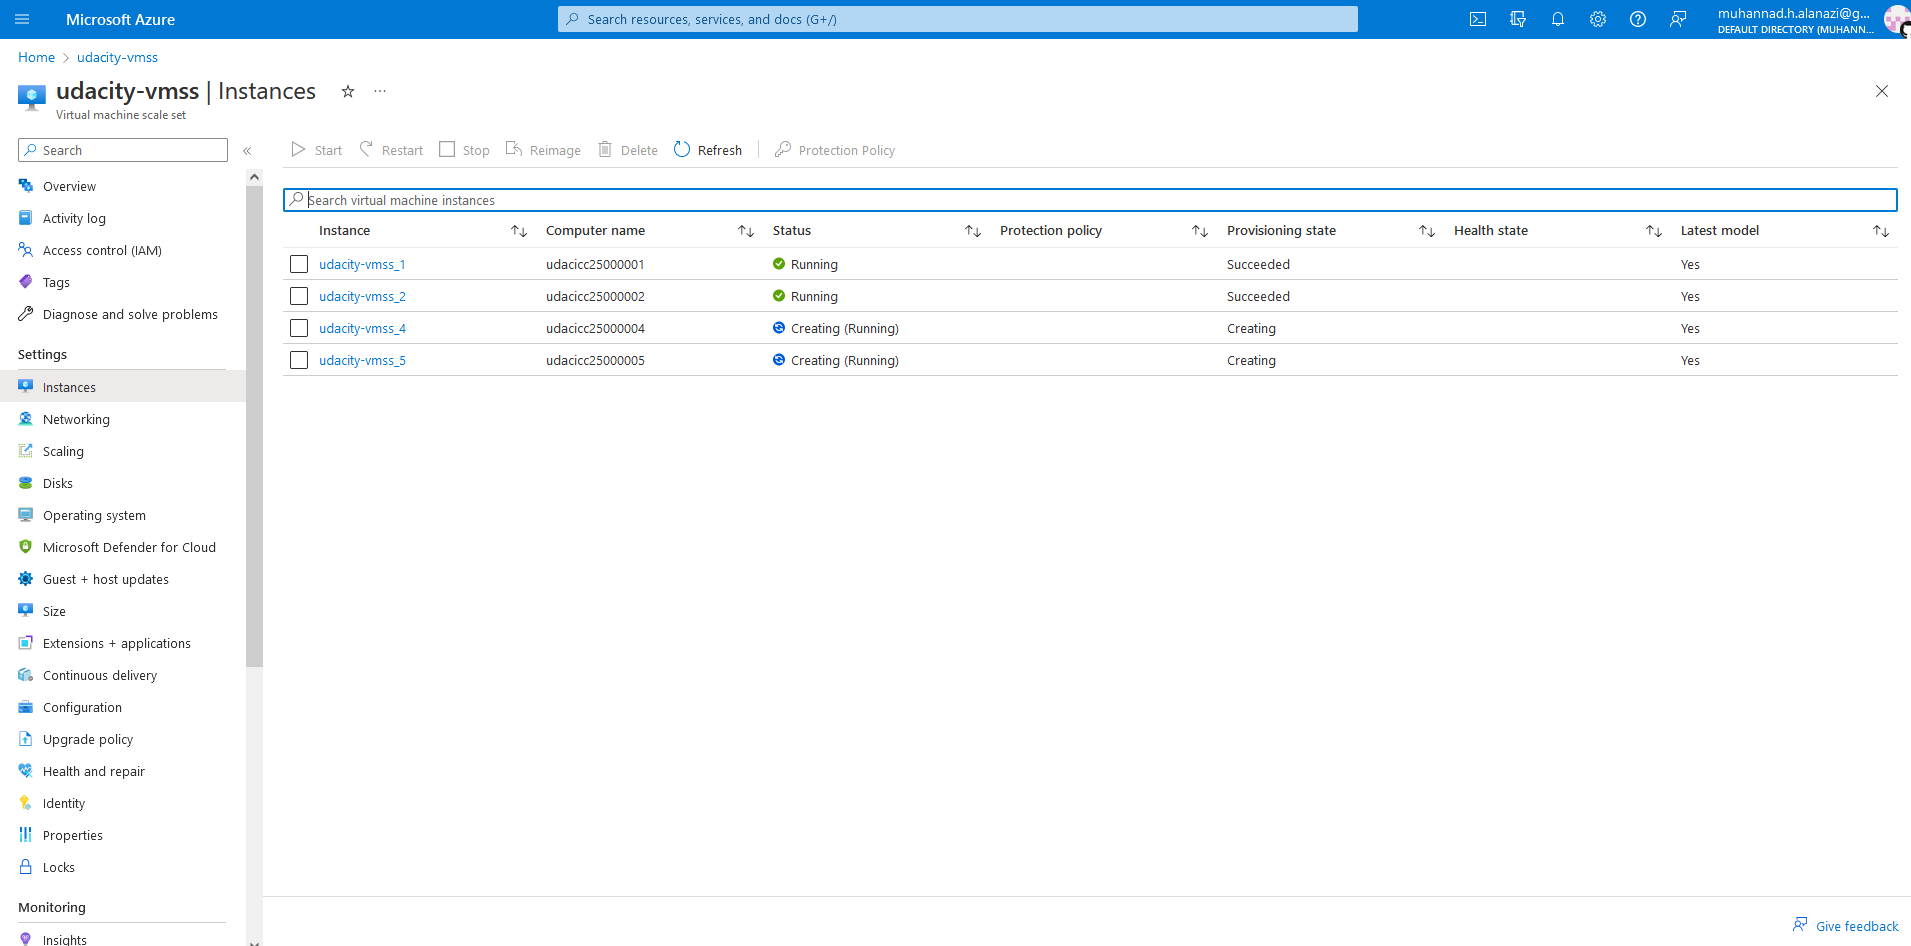 Microsoft Azure
Search resources, services, and docs (G+/)
muhannad.h.alanazi@g...
DEFAULT DIRECTORY (MUHANN...
Home > udacity-vmss
udacity-vmss | Instances ...
Virtual machine scale set
Search
«
Start Restart Stop Reimage Delete Refresh Protection Policy
Search virtual machine instances
Instance Computer name Status Protection policy Provisioning state Health state Latest model
udacity-vmss_1 udacicc25000001 Running Succeeded Yes
udacity-vmss_2 udacicc25000002 Running Succeeded Yes
udacity-vmss_4 udacicc25000004 Creating (Running) Creating Yes
udacity-vmss_5 udacicc25000005 Creating (Running) Creating Yes
Overview
Activity log
Access control (IAM)
Tags
Diagnose and solve problems
Settings
Instances
Networking
Scaling
Disks
Operating system
Microsoft Defender for Cloud
Guest + host updates
Size
Extensions + applications
Continuous delivery
Configuration
Upgrade policy
Health and repair
Identity
Properties
Locks
Monitoring
Insights
Give feedback